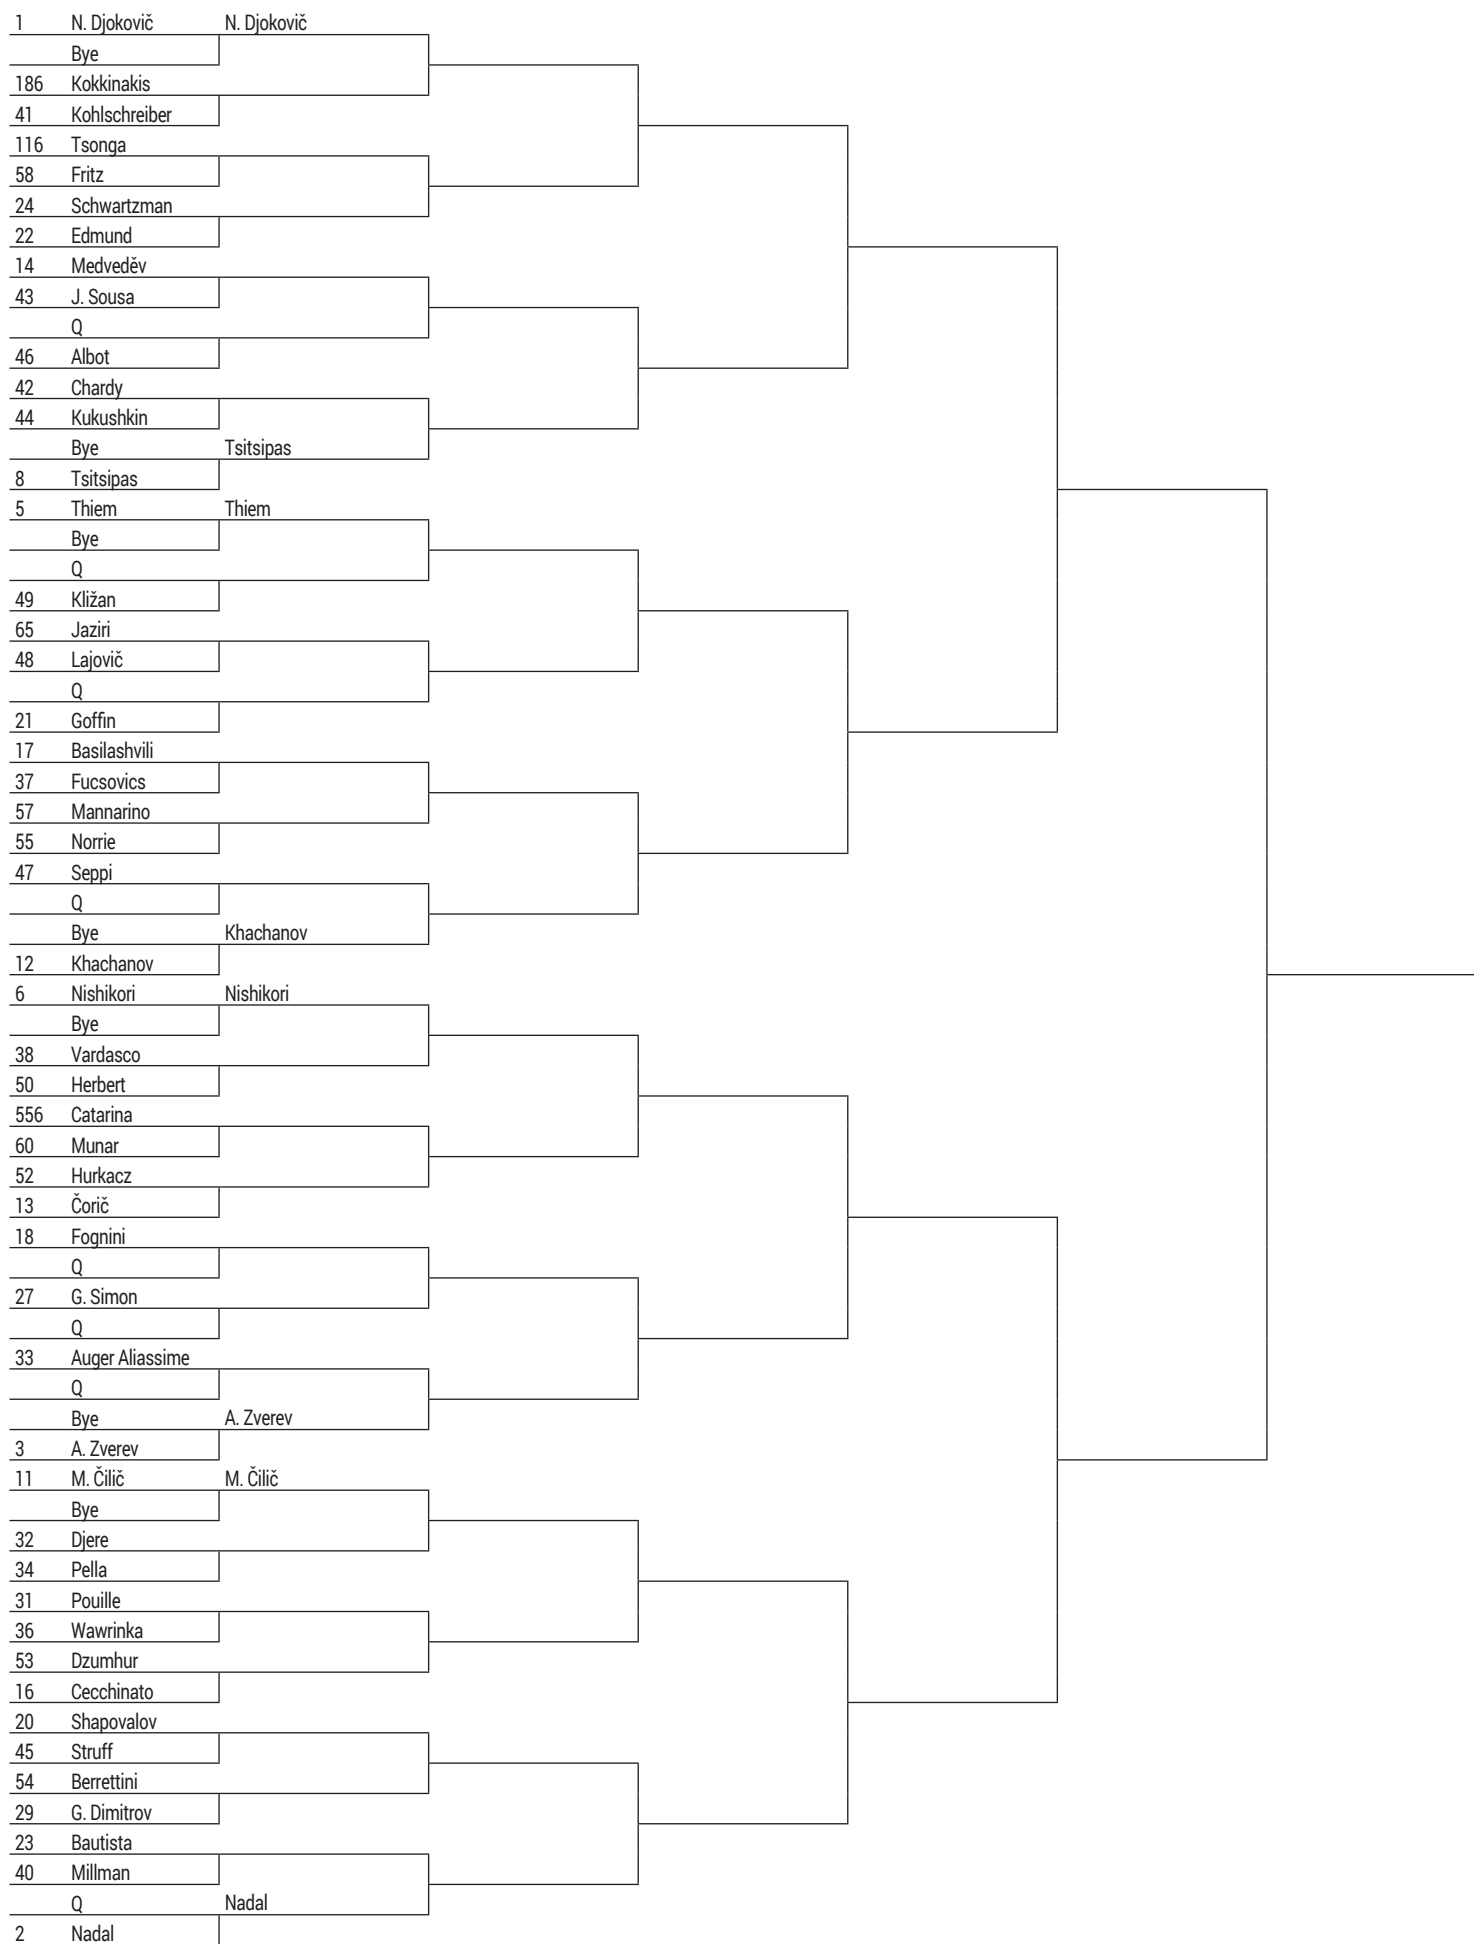 1 N. Djokovič N. Djokovič
Bye
186 Kokkinakis
41 Kohlschreiber
116 Tsonga
58 Fritz
24 Schwartzman
22 Edmund
14 Medveděv
43 J. Sousa
Q
46 Albot
42 Chardy
44 Kukushkin
Bye Tsitsipas
8 Tsitsipas
5 Thiem Thiem
Bye
Q
49 Kližan
65 Jaziri
48 Lajovič
Q
21 Goffin
17 Basilashvili
37 Fucsovics
57 Mannarino
55 Norrie
47 Seppi
Q
Bye Khachanov
12 Khachanov
6 Nishikori Nishikori
Bye
38 Vardasco
50 Herbert
556 Catarina
60 Munar
52 Hurkacz
13 Čorič
18 Fognini
Q
27 G. Simon
Q
33 Auger Aliassime
Q
Bye A. Zverev
3 A. Zverev
11 M. Čilič M. Čilič
Bye
32 Djere
34 Pella
31 Pouille
36 Wawrinka
53 Dzumhur
16 Cecchinato
20 Shapovalov
45 Struff
54 Berrettini
29 G. Dimitrov
23 Bautista
40 Millman
Q Nadal
2 Nadal